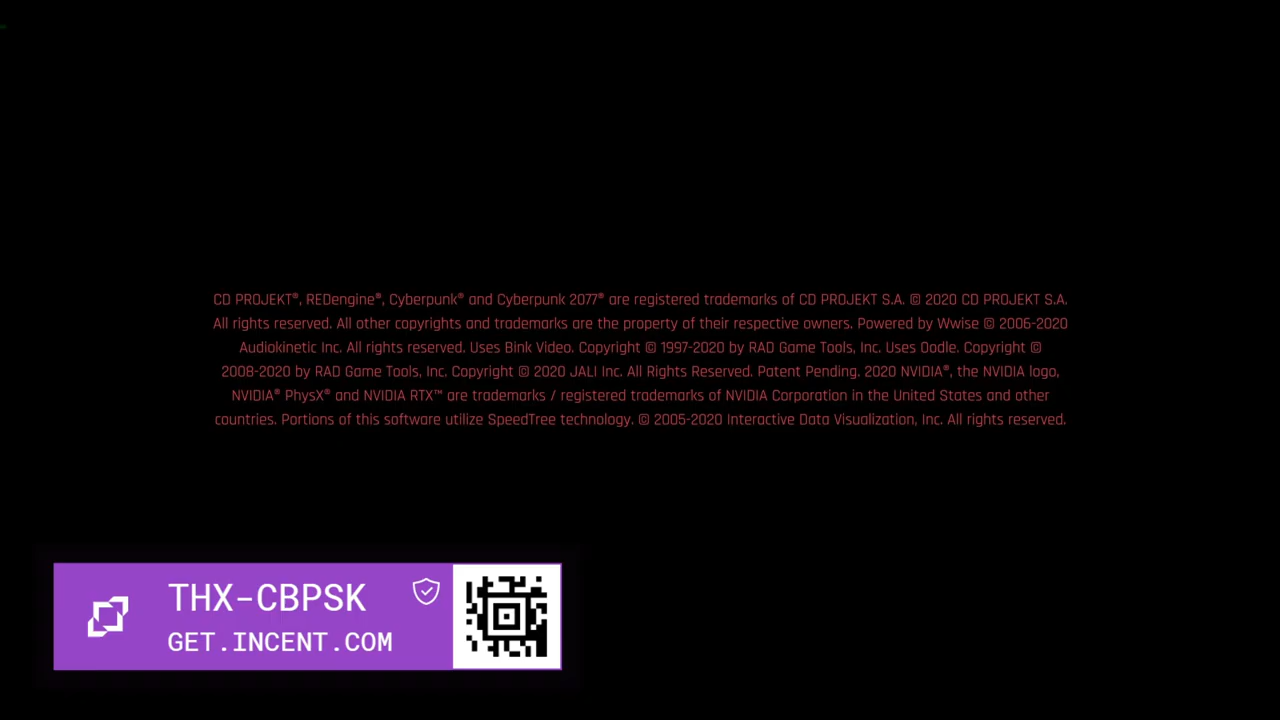 CD PROJEKT®, REDengine®, Cyberpunk® and Cyberpunk 2077® are registered trademarks of CD PROJEKT S.A. © 2020 CD PROJEKT S.A.
All rights reserved. All other copyrights and trademarks are the property of their respective owners. Powered by Wwise © 2006-2020
Audiokinetic Inc. All rights reserved. Uses Bink Video. Copyright © 1997-2020 by RAD Game Tools, Inc. Uses Oodle. Copyright ©
2008-2020 by RAD Game Tools, Inc. Copyright © 2020 JALI Inc. All Rights Reserved. Patent Pending. 2020 NVIDIA®, the NVIDIA logo,
NVIDIA® PhysX® and NVIDIA RTX™ are trademarks / registered trademarks of NVIDIA Corporation in the United States and other
countries. Portions of this software utilize SpeedTree technology. © 2005-2020 Interactive Data Visualization, Inc. All rights reserved.
THX-CBPSK
GET.INCENT.COM